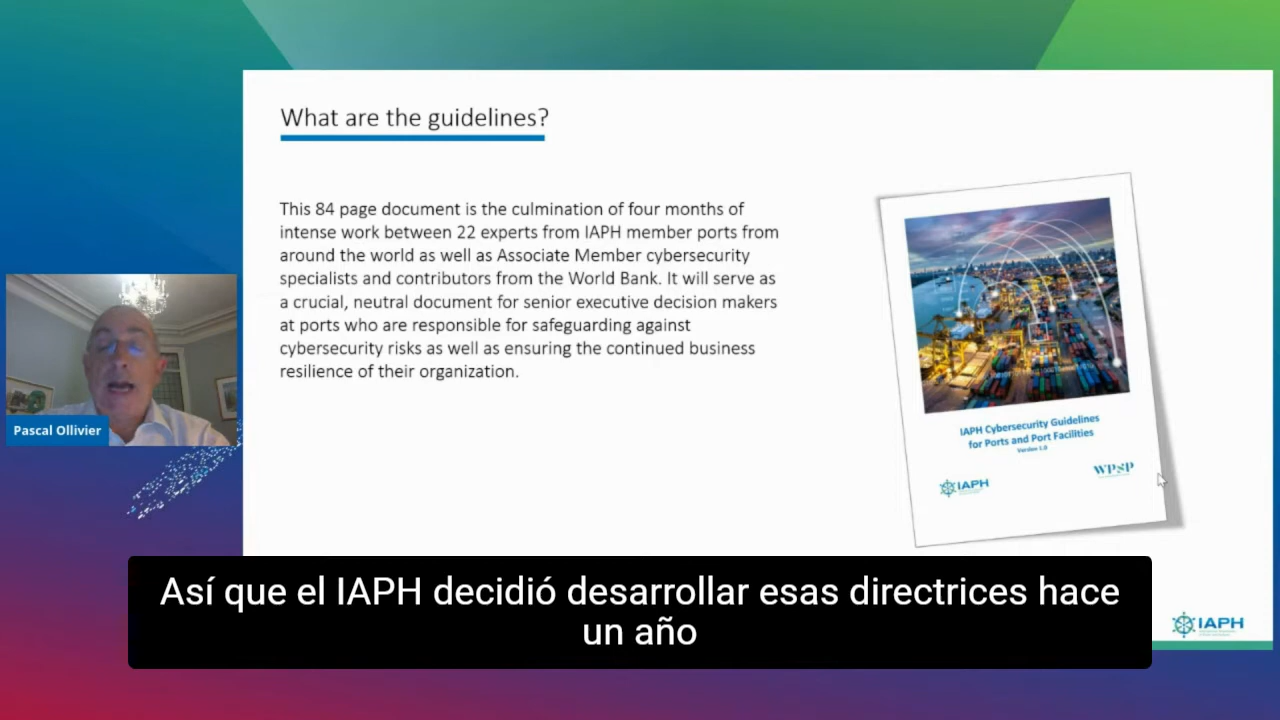 What are the guidelines?
This 84 page document is the culmination of four months of
intense work between 22 experts from IAPH member ports from
around the world as well as Associate Member cybersecurity
specialists and contributors from the World Bank. It will serve as
a crucial, neutral document for senior executive decision makers
at ports who are responsible for safeguarding against
cybersecurity risks as well as ensuring the continued business
resilience of their organization.
IAPH Cybersecurity Guidelines
for Ports and Port Facilities
Version 1.0
IAPH
WPSP
Pascal Ollivier
Así que el IAPH decidió desarrollar esas directrices hace
un año
IAPH